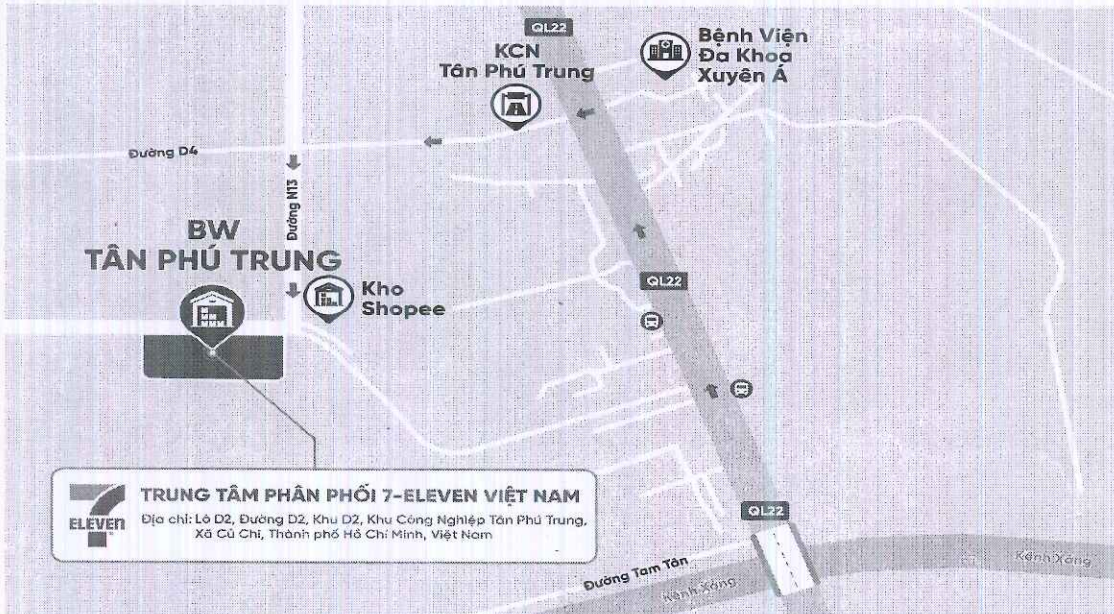 QL22
KCN
Tân Phú Trung
Bệnh Viện
Đa Khoa
Xuyên Á
Đường D4
Đường N13
BW
TÂN PHÚ TRUNG
Kho
Shopee
QL22
7
ELEVEN
TRUNG TÂM PHÂN PHỐI 7-ELEVEN VIỆT NAM
Địa chỉ: Lô D2, Đường D2, Khu D2, Khu Công Nghiệp Tân Phú Trung,
Xã Củ Chi, Thành phố Hồ Chí Minh, Việt Nam
QL22
Đường Tam Tân
Kênh Xáng
Kênh Xáng